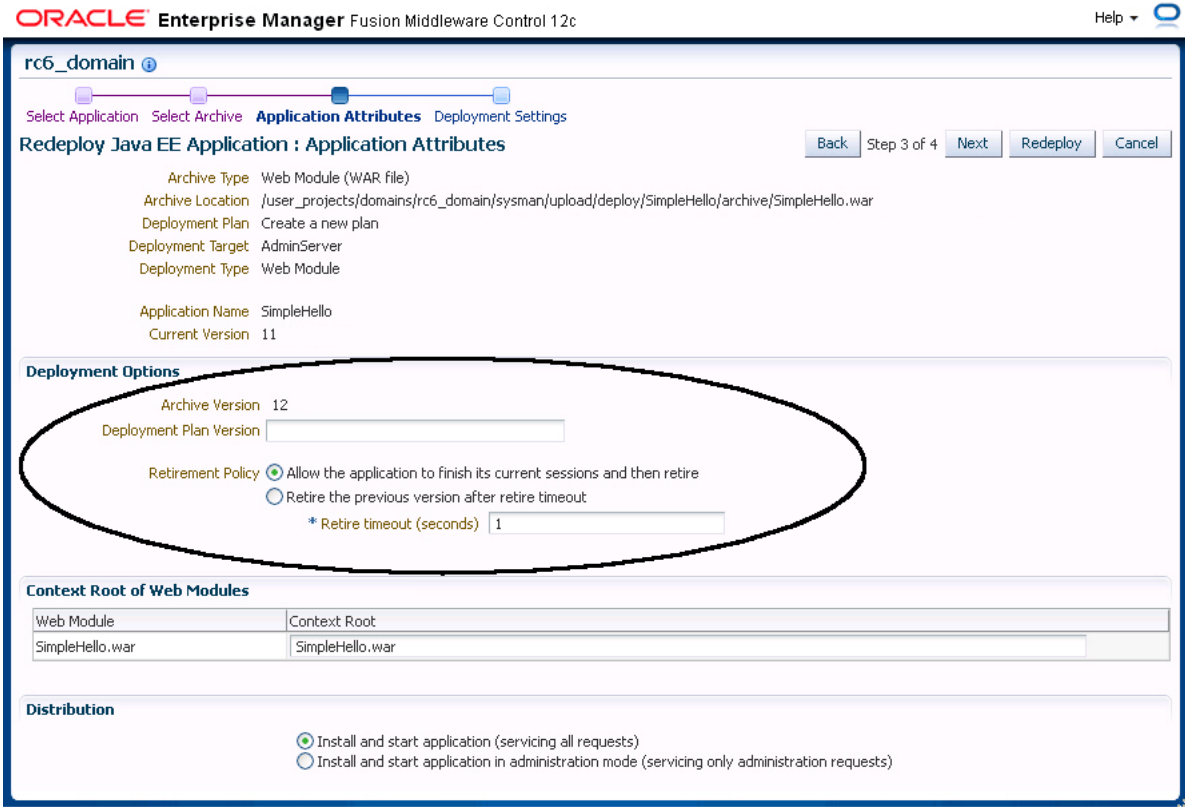 ORACLE Enterprise Manager Fusion Middleware Control 12c
Help
rc6_domain
Select Application Select Archive Application Attributes Deployment Settings
Redeploy Java EE Application : Application Attributes
Back Step 3 of 4 Next Redeploy Cancel
Archive Type Web Module (WAR file)
Archive Location /user_projects/domains/rc6_domain/sysman/upload/deploy/SimpleHello/archive/SimpleHello.war
Deployment Plan Create a new plan
Deployment Target AdminServer
Deployment Type Web Module
Application Name SimpleHello
Current Version 11
Deployment Options
Archive Version 12
Deployment Plan Version
Retirement Policy Allow the application to finish its current sessions and then retire
Retire the previous version after retire timeout
* Retire timeout (seconds) 1
Context Root of Web Modules
Web Module Context Root
SimpleHello.war SimpleHello.war
Distribution
Install and start application (servicing all requests)
Install and start application in administration mode (servicing only administration requests)